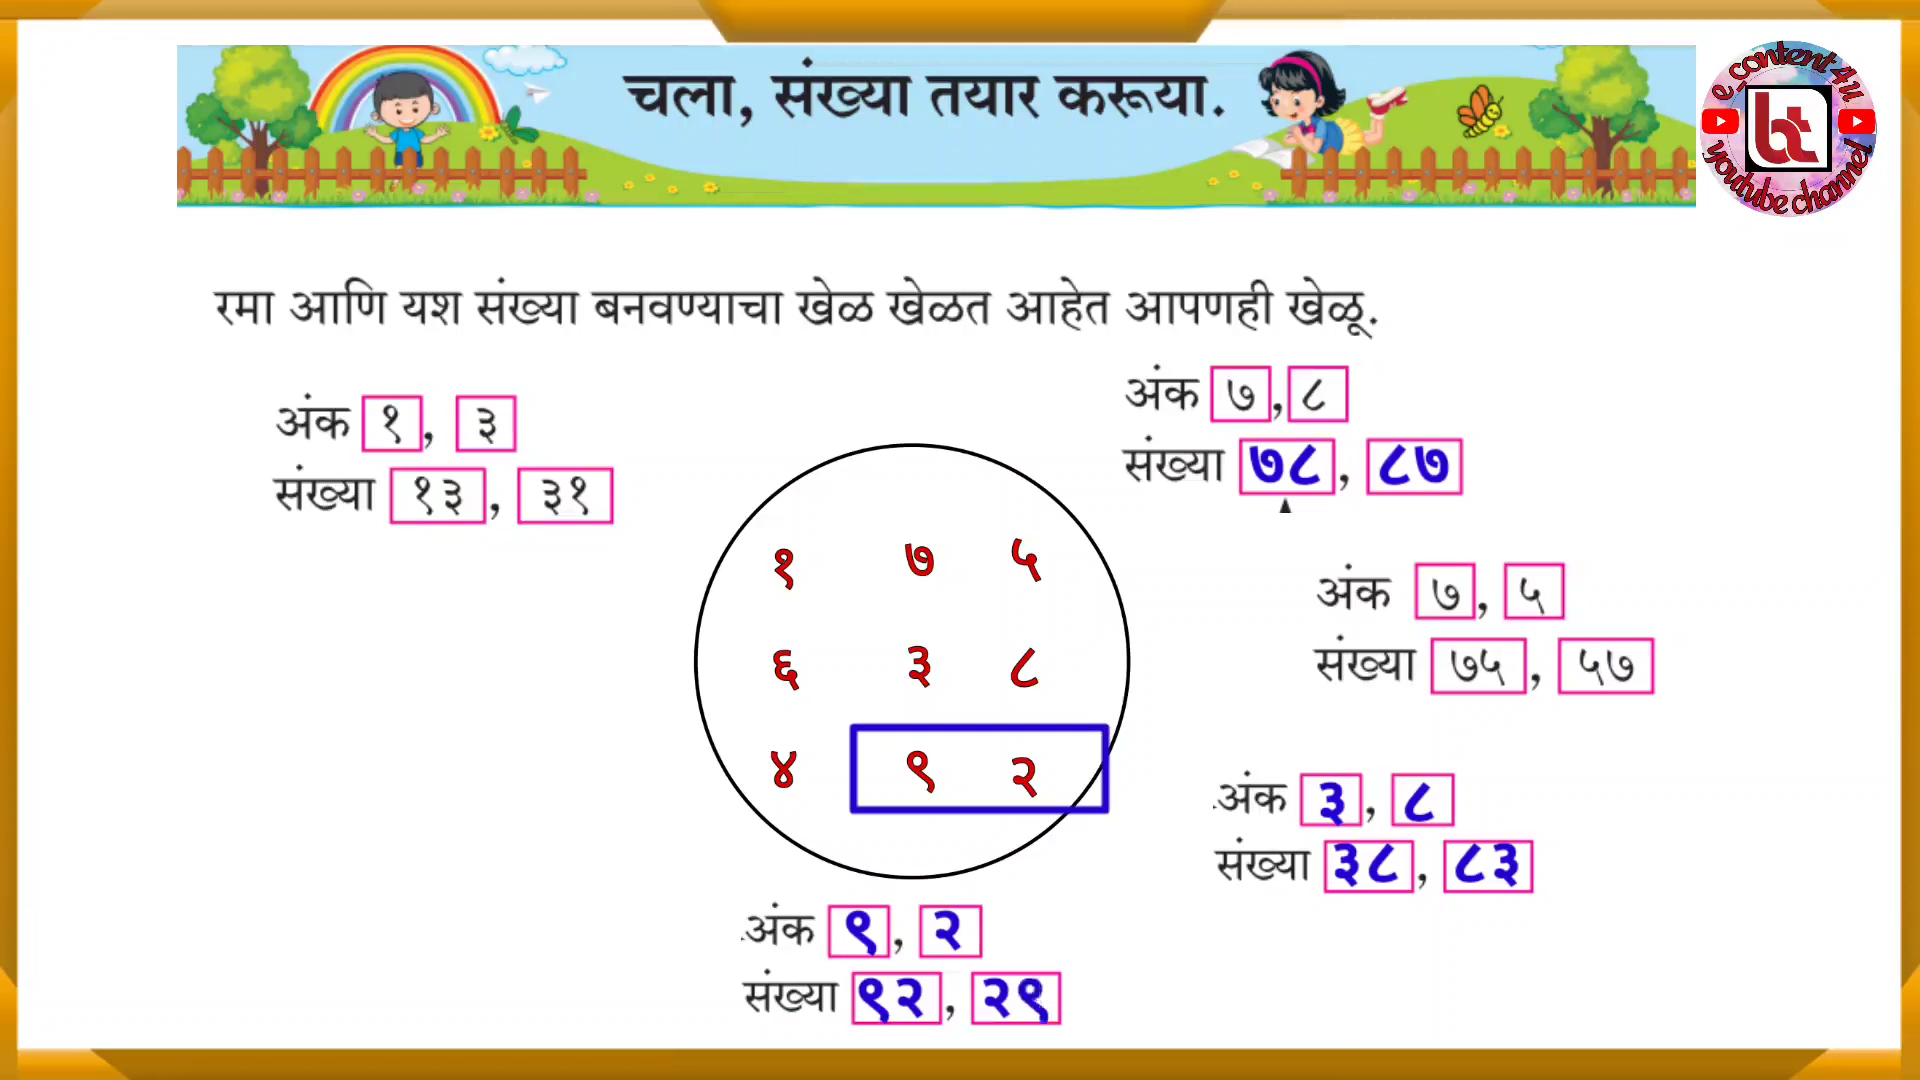 चला, संख्या तयार करूया.
e_content4u
bt
youtube channel
रमा आणि यश संख्या बनवण्याचा खेळ खेळत आहेत आपणही खेळू.
अंक १, ३
संख्या १३, ३१
अंक ७,८
संख्या ७८, ८७
१ ७ ५
६ ३ ८
४ ९ २
अंक ७, ५
संख्या ७५, ५७
अंक ३, ८
संख्या ३८, ८३
अंक ९, २
संख्या ९२, २९